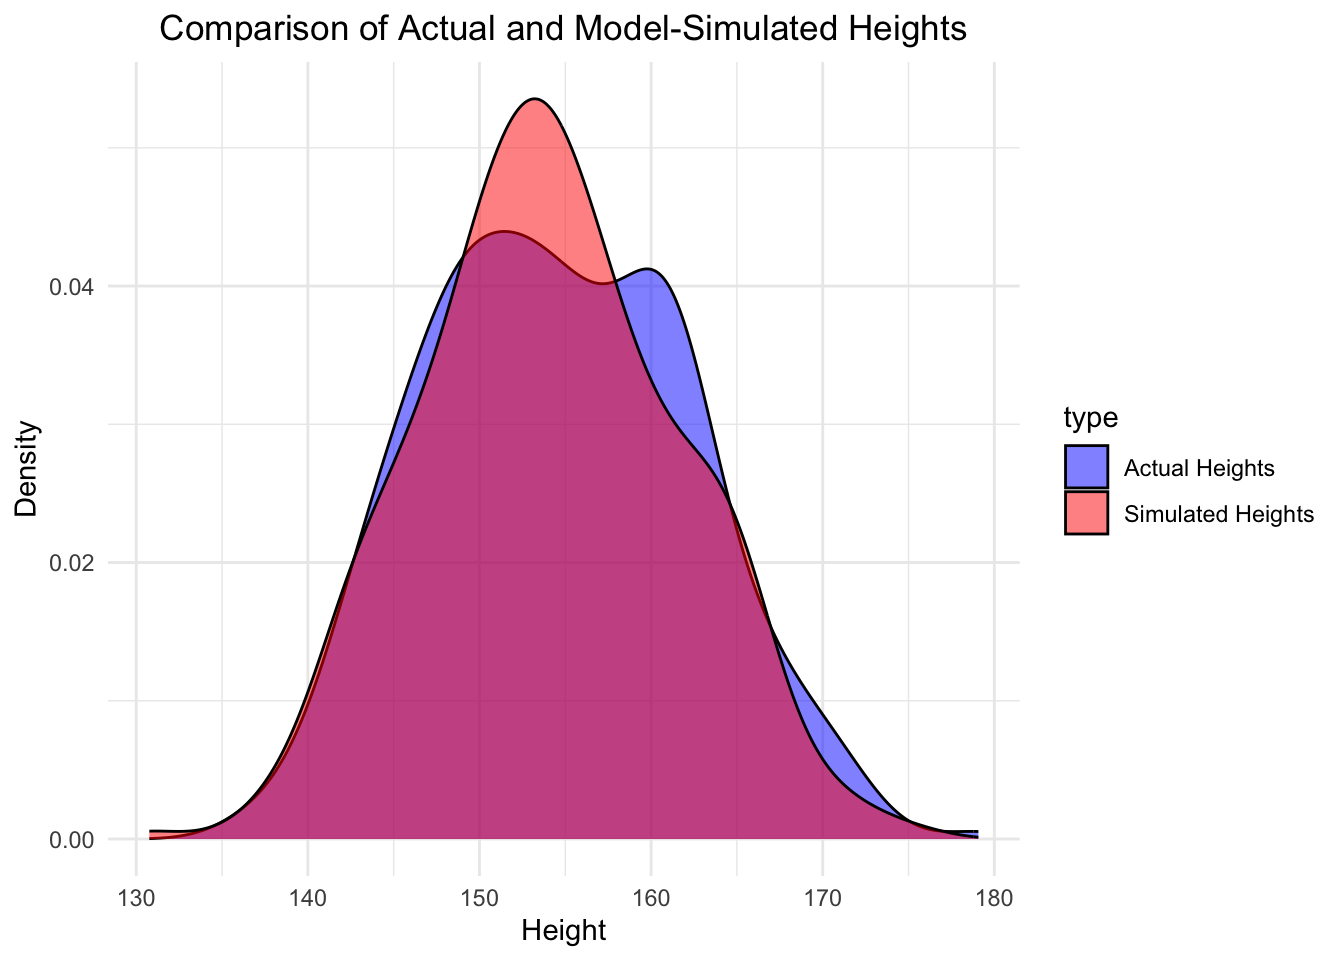 Comparison of Actual and Model-Simulated Heights
Density
0.04
0.02
0.00
130 140 150 160 170 180
Height
type
Actual Heights
Simulated Heights